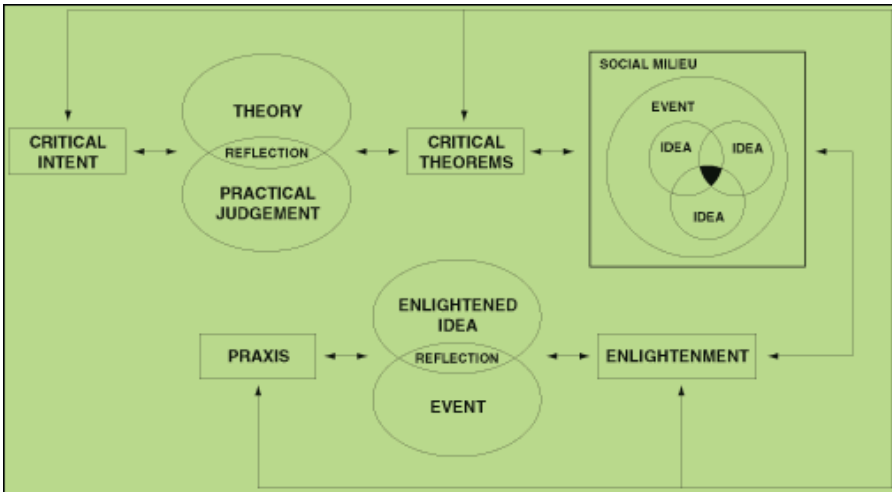 SOCIAL MILIEU
THEORY
EVENT
CRITICAL
INTENT
REFLECTION
CRITICAL
THEOREMS
IDEA
IDEA
PRACTICAL
JUDGEMENT
IDEA
ENLIGHTENED
IDEA
PRAXIS
REFLECTION
ENLIGHTENMENT
EVENT